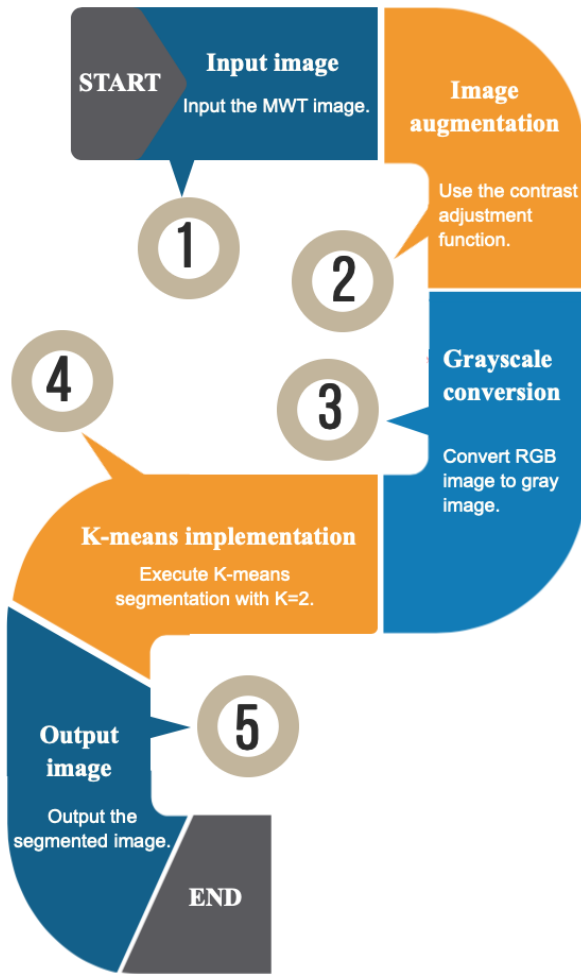 START
Input image
Input the MWT image.
1
Image
augmentation
Use the contrast
adjustment
function.
2
Grayscale
conversion
Convert RGB
image to gray
image.
3
4
K-means implementation
Execute K-means
segmentation with K=2.
5
Output
image
Output the
segmented image.
END